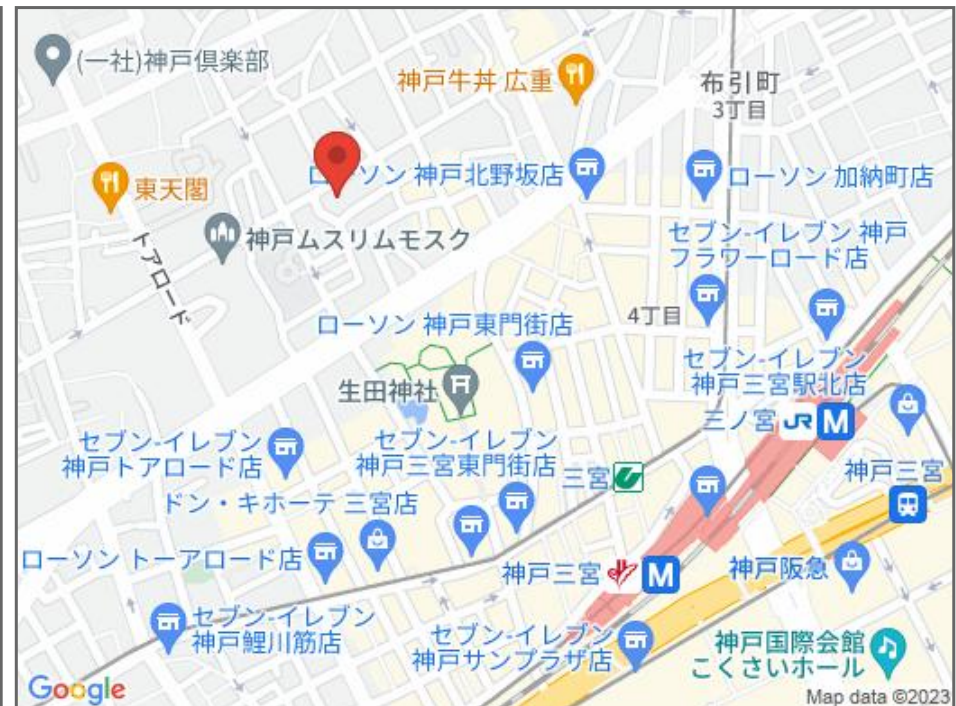 (一社)神戸倶楽部
神戸牛丼 広重
布引町
3丁目
東天閣
ローソン 神戸北野坂店
ローソン 加納町店
神戸ムスリムモスク
トアロード
セブン-イレブン 神戸
フラワーロード店
ローソン 神戸東門街店
4丁目
生田神社
セブン-イレブン
神戸三宮駅北店
三ノ宮 JR M
セブン-イレブン
神戸トアロード店
セブン-イレブン
神戸三宮東門街店
三宮
神戸三宮
ドン・キホーテ 三宮店
ローソン トーアロード店
神戸三宮 M
神戸阪急
セブン-イレブン
神戸鯉川筋店
セブン-イレブン
神戸サンプラザ店
神戸国際会館
こくさいホール
Google
Map data ©2023